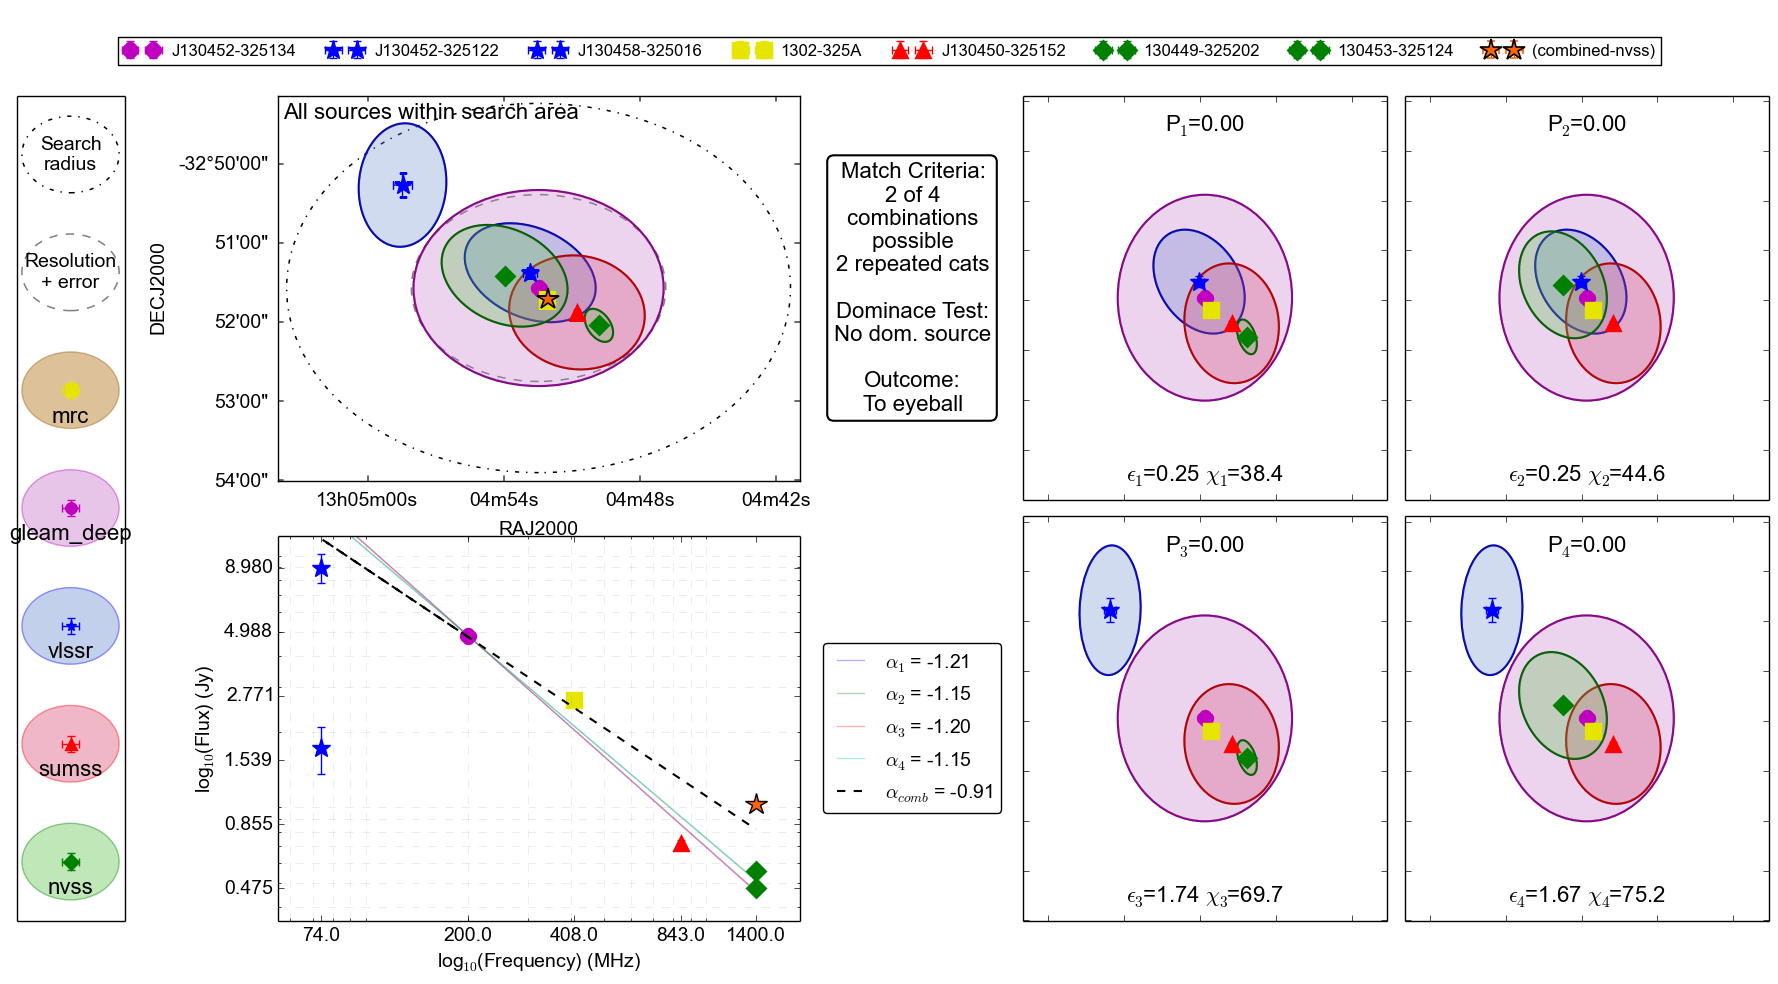 J130452-325134 J130452-325122 J130458-325016 1302-325A J130450-325152 130449-325202 130453-325124 (combined-nvss)
Search
radius
Resolution
+ error
mrc
gleam_deep
vlssr
sumss
nvss
All sources within search area
DECJ2000
-32°50'00"
51'00"
52'00"
53'00"
54'00"
13h05m00s 04m54s 04m48s 04m42s
RAJ2000
Match Criteria:
2 of 4
combinations
possible
2 repeated cats
Dominace Test:
No dom. source
Outcome:
To eyeball
P1=0.00
ϵ1=0.25 χ1=38.4
P2=0.00
ϵ2=0.25 χ2=44.6
log10(Flux) (Jy)
8.980
4.988
2.771
1.539
0.855
0.475
74.0 200.0 408.0 843.0 1400.0
log10(Frequency) (MHz)
α1 = -1.21
α2 = -1.15
α3 = -1.20
α4 = -1.15
αcomb = -0.91
P3=0.00
ϵ3=1.74 χ3=69.7
P4=0.00
ϵ4=1.67 χ4=75.2